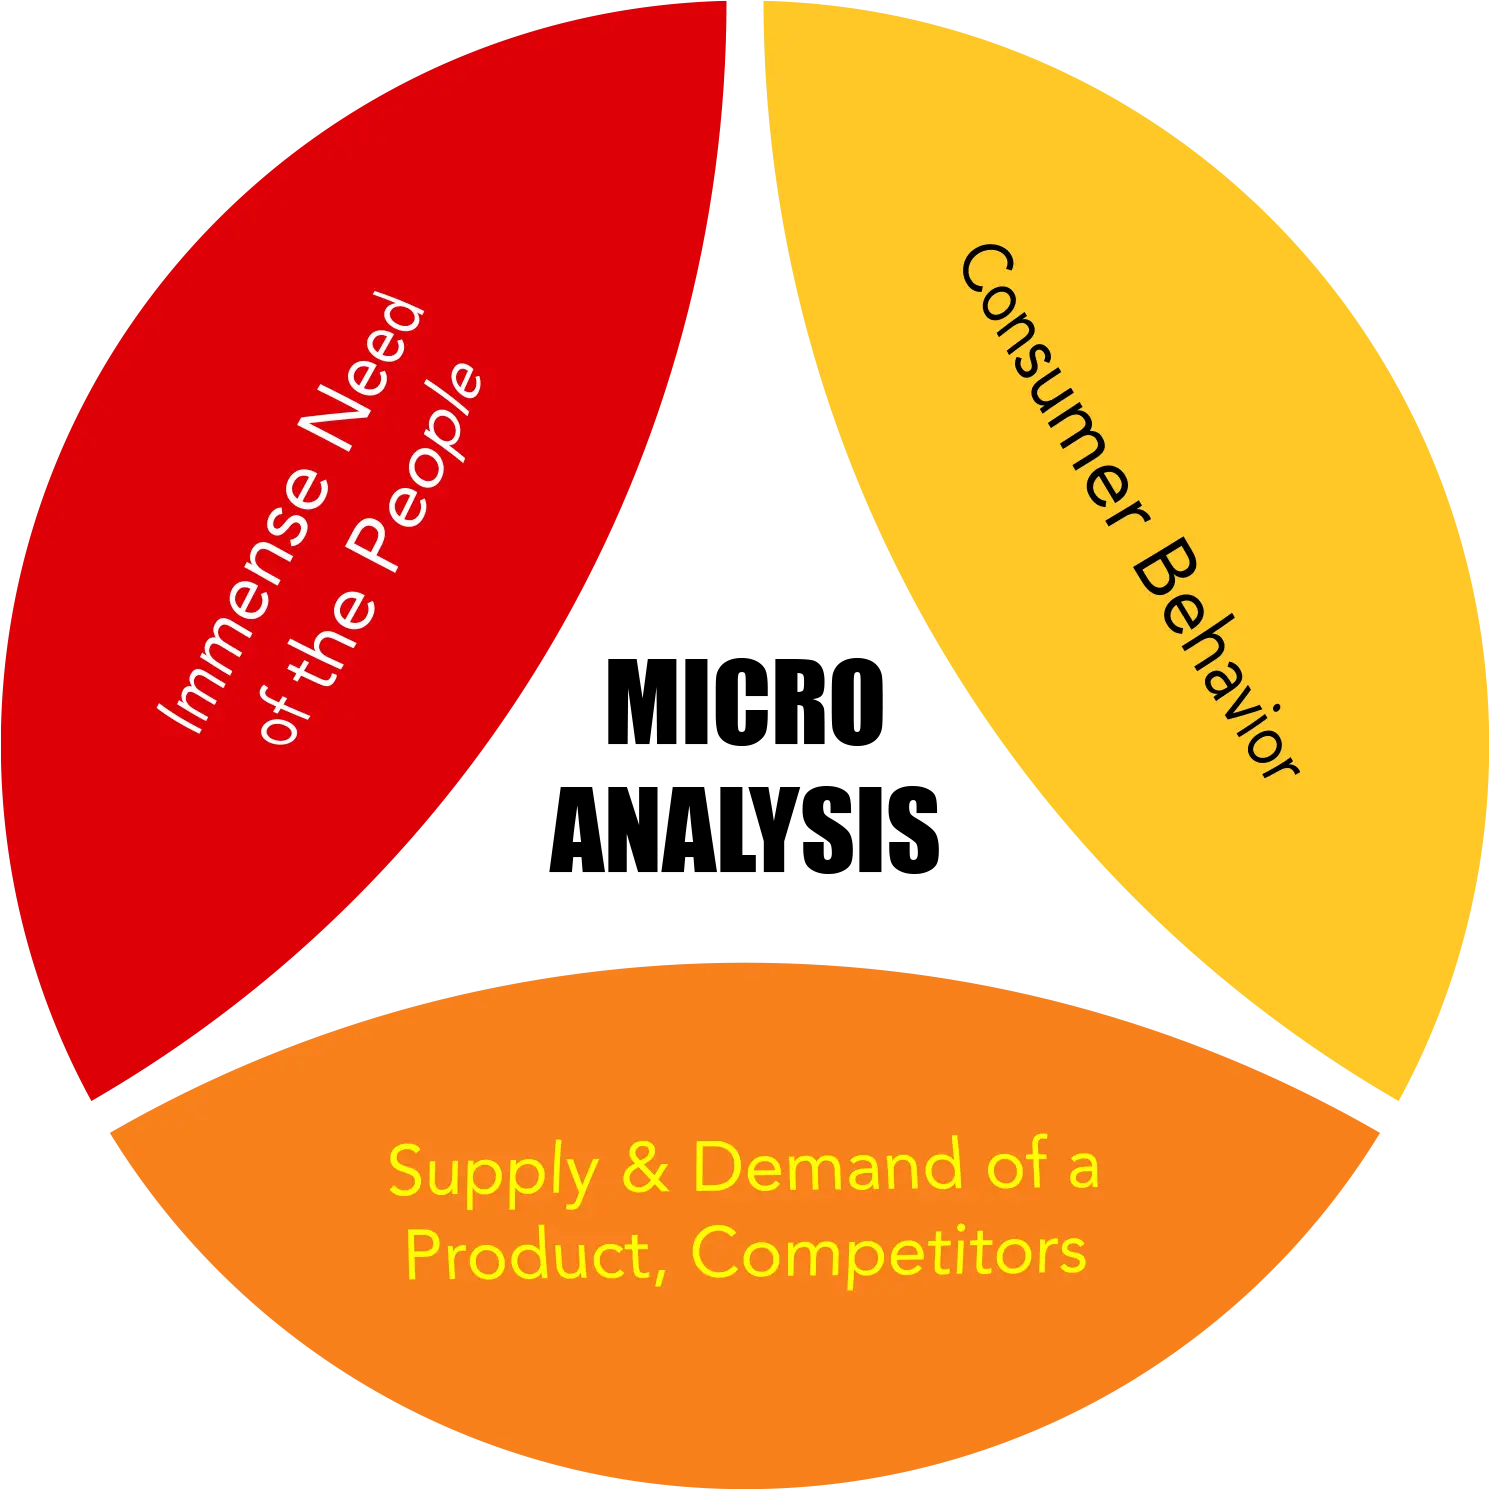 Immense Need
of the People
Consumer Behavior
MICRO
ANALYSIS
Supply & Demand of a
Product, Competitors